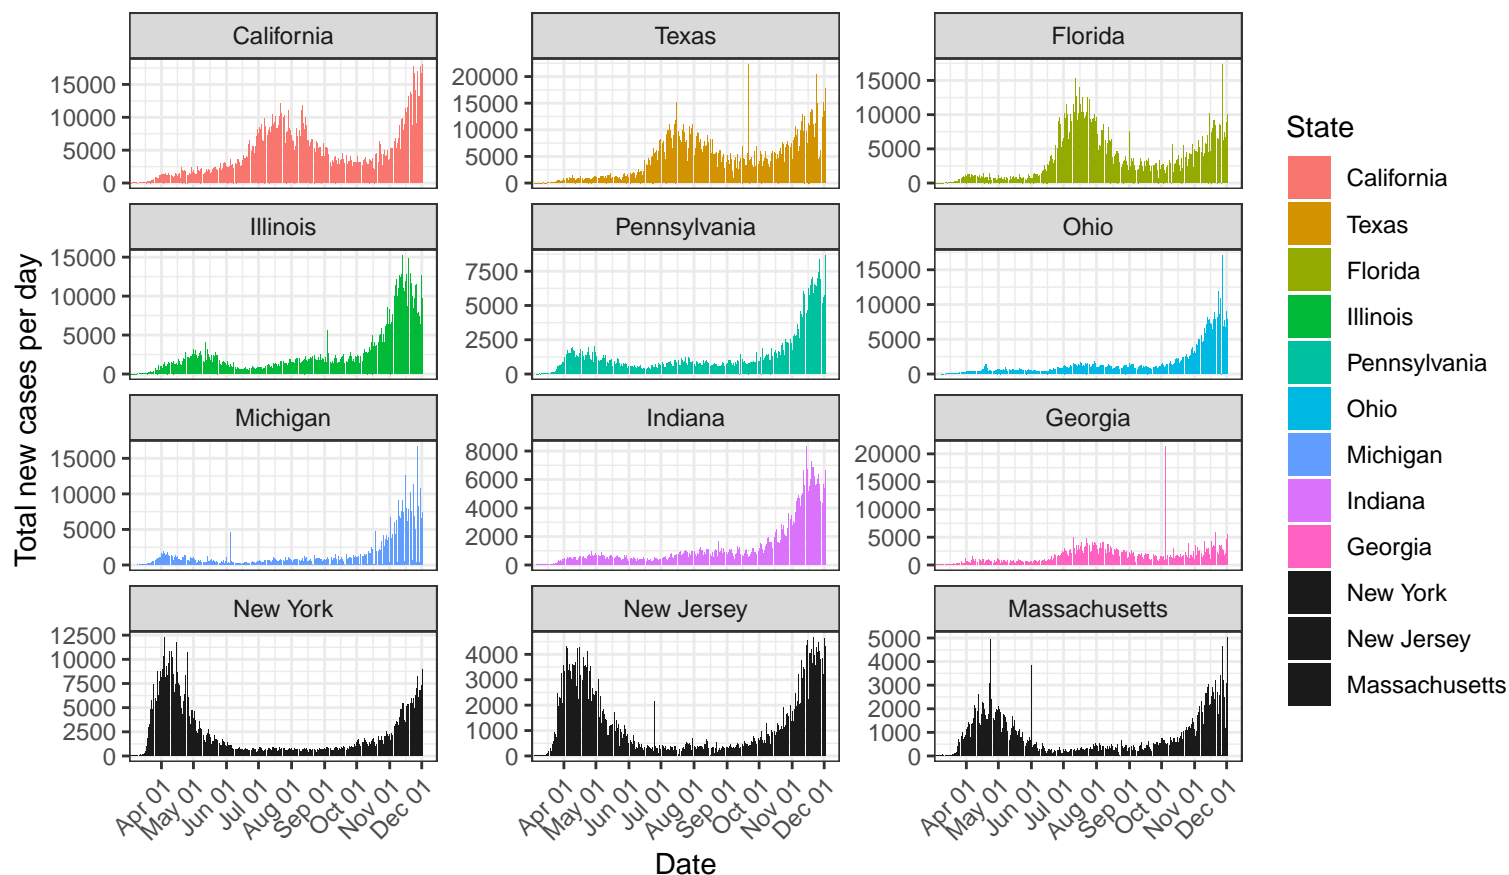 California
Texas
Florida
15000
10000
5000
0
20000
15000
10000
5000
0
15000
10000
5000
0
Illinois
Pennsylvania
Ohio
15000
10000
5000
0
7500
5000
2500
0
15000
10000
5000
0
Michigan
Indiana
Georgia
15000
10000
5000
0
8000
6000
4000
2000
0
20000
15000
10000
5000
0
New York
New Jersey
Massachusetts
12500
10000
7500
5000
2500
0
4000
3000
2000
1000
0
5000
4000
3000
2000
1000
0
Apr 01
May 01
Jun 01
Jul 01
Aug 01
Sep 01
Oct 01
Nov 01
Dec 01
Apr 01
May 01
Jun 01
Jul 01
Aug 01
Sep 01
Oct 01
Nov 01
Dec 01
Apr 01
May 01
Jun 01
Jul 01
Aug 01
Sep 01
Oct 01
Nov 01
Dec 01
Date
Total new cases per day
State
California
Texas
Florida
Illinois
Pennsylvania
Ohio
Michigan
Indiana
Georgia
New York
New Jersey
Massachusetts